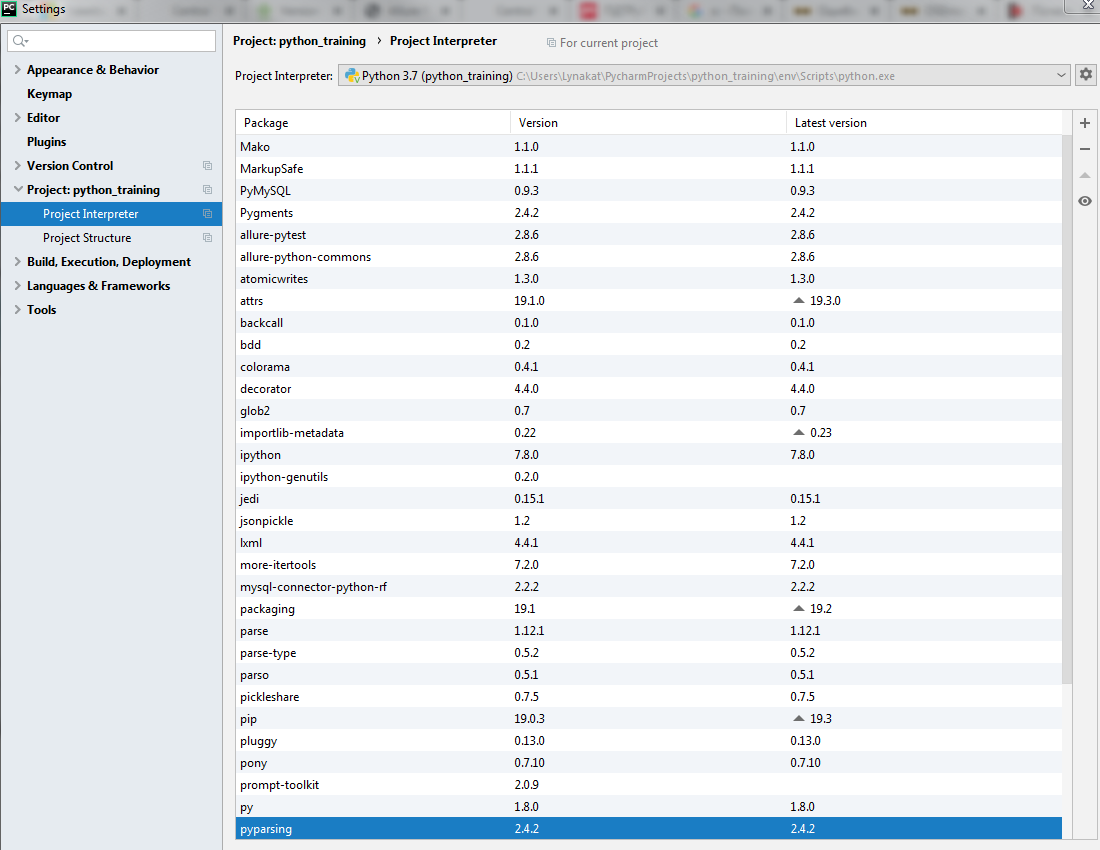 PC Settings
Project: python_training › Project Interpreter For current project
Appearance & Behavior
Keymap
Editor
Plugins
Version Control
Project: python_training
Project Interpreter
Project Structure
Build, Execution, Deployment
Languages & Frameworks
Tools
Project Interpreter: Python 3.7 (python_training) C:\Users\Lynakat\PycharmProjects\python_training\env\Scripts\python.exe
Package Version Latest version
Mako 1.1.0 1.1.0
MarkupSafe 1.1.1 1.1.1
PyMySQL 0.9.3 0.9.3
Pygments 2.4.2 2.4.2
allure-pytest 2.8.6 2.8.6
allure-python-commons 2.8.6 2.8.6
atomicwrites 1.3.0 1.3.0
attrs 19.1.0 19.3.0
backcall 0.1.0 0.1.0
bdd 0.2 0.2
colorama 0.4.1 0.4.1
decorator 4.4.0 4.4.0
glob2 0.7 0.7
importlib-metadata 0.22 0.23
ipython 7.8.0 7.8.0
ipython-genutils 0.2.0
jedi 0.15.1 0.15.1
jsonpickle 1.2 1.2
lxml 4.4.1 4.4.1
more-itertools 7.2.0 7.2.0
mysql-connector-python-rf 2.2.2 2.2.2
packaging 19.1 19.2
parse 1.12.1 1.12.1
parse-type 0.5.2 0.5.2
parso 0.5.1 0.5.1
pickleshare 0.7.5 0.7.5
pip 19.0.3 19.3
pluggy 0.13.0 0.13.0
pony 0.7.10 0.7.10
prompt-toolkit 2.0.9
py 1.8.0 1.8.0
pyparsing 2.4.2 2.4.2